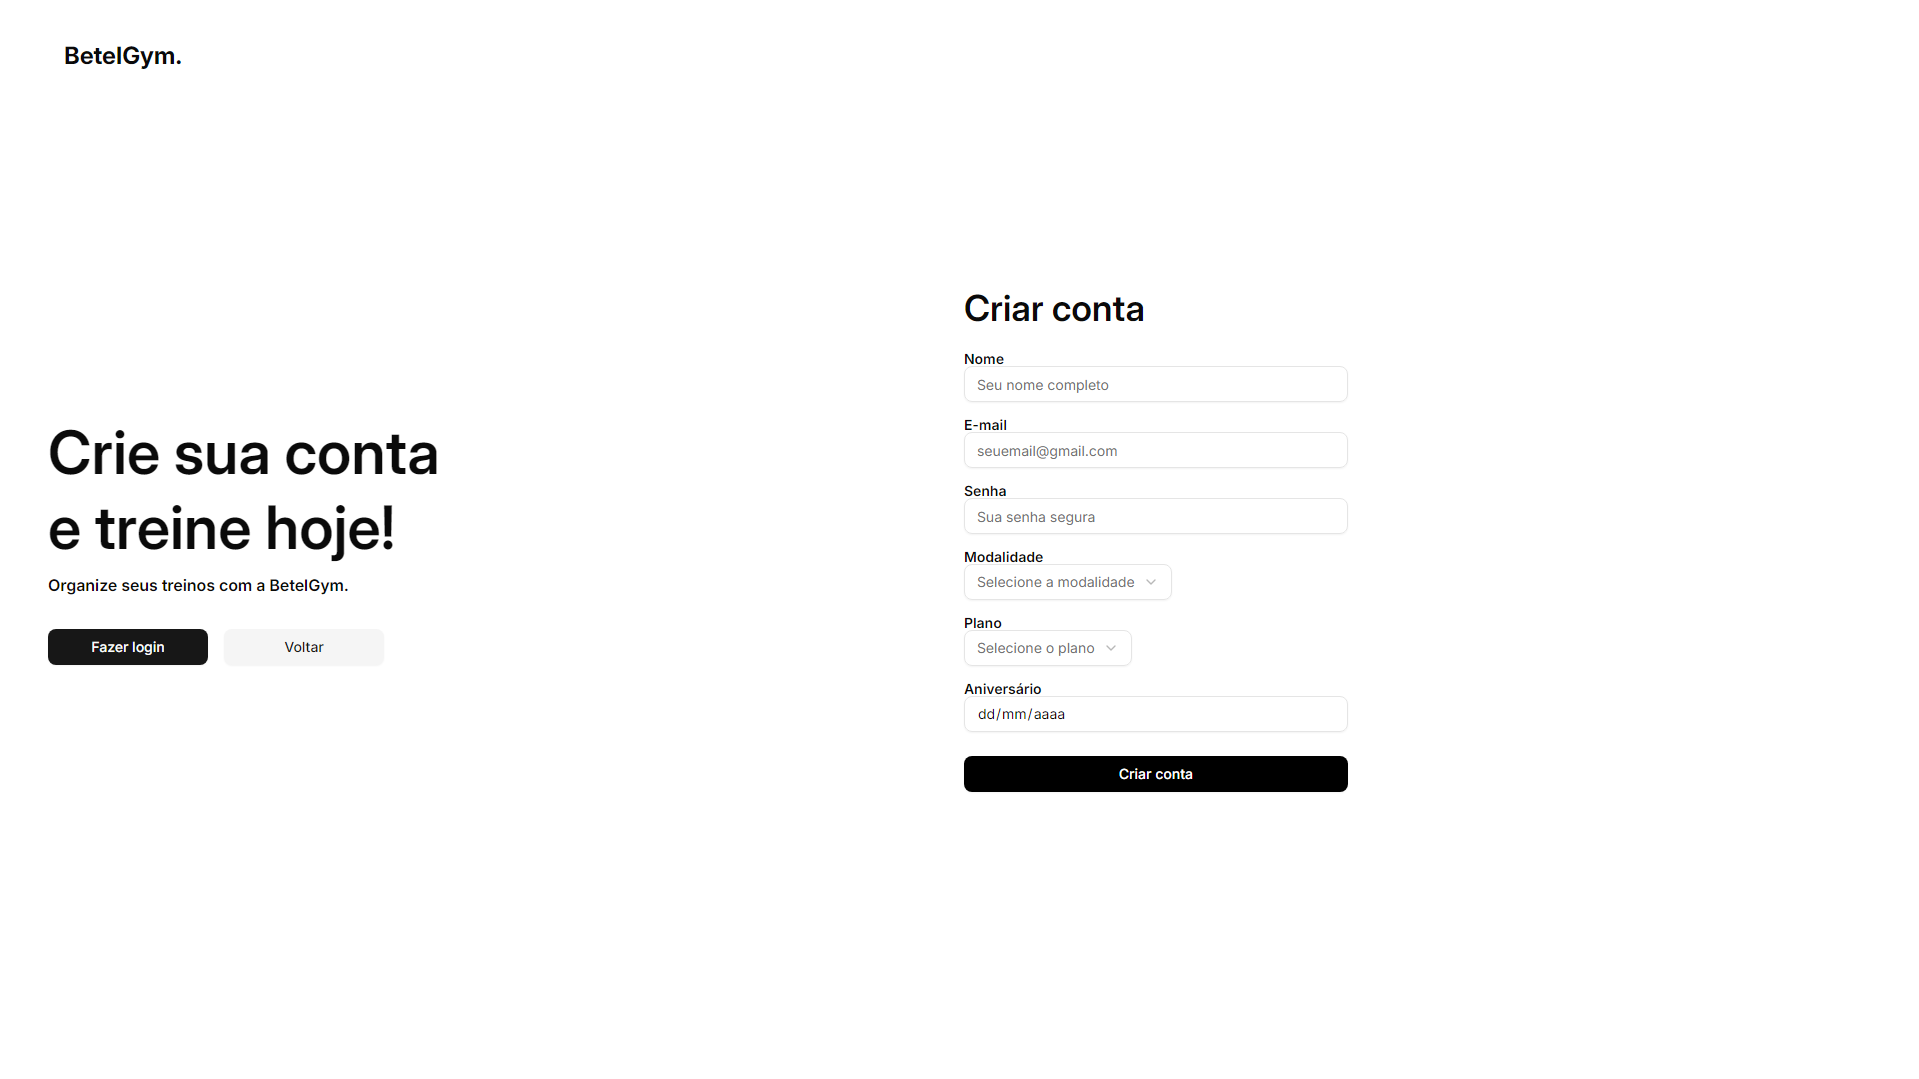 BetelGym.
Crie sua conta
e treine hoje!
Organize seus treinos com a BetelGym.
Fazer login
Voltar
Criar conta
Nome
Seu nome completo
E-mail
seuemail@gmail.com
Senha
Sua senha segura
Modalidade
Selecione a modalidade
Plano
Selecione o plano
Aniversário
dd/mm/aaaa
Criar conta